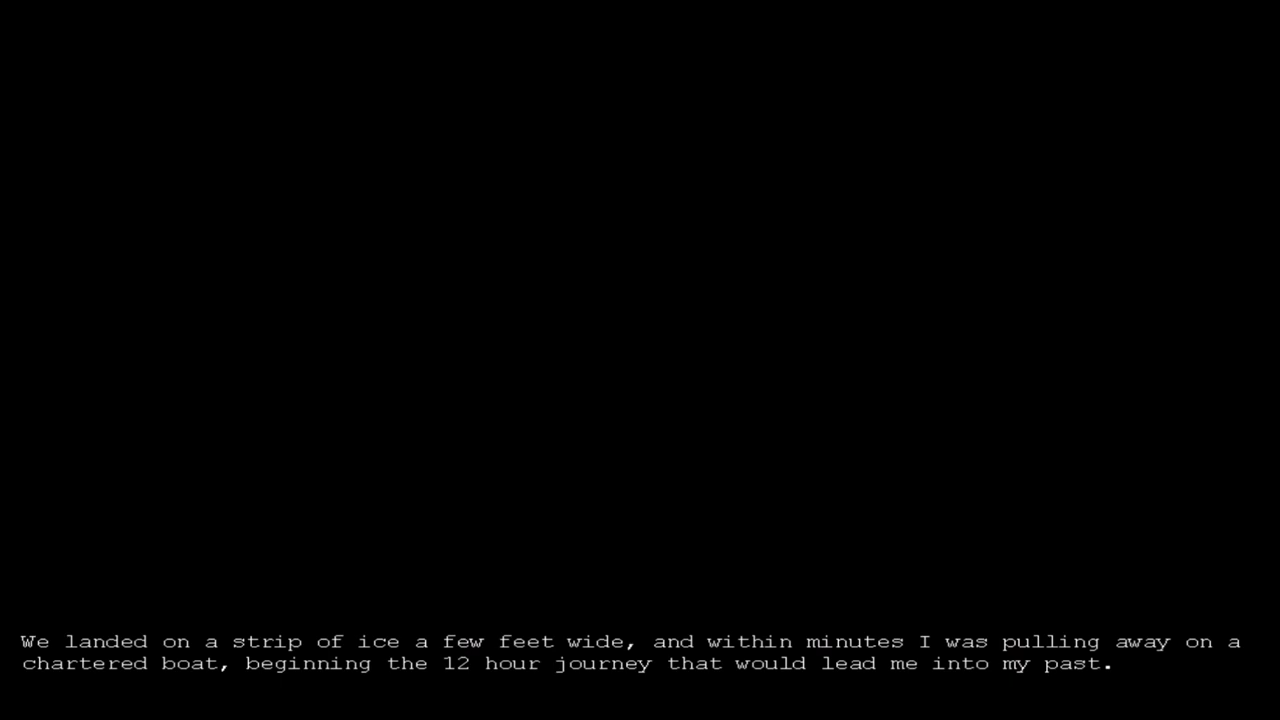 We landed on a strip of ice a few feet wide, and within minutes I was pulling away on a
chartered boat, beginning the 12 hour journey that would lead me into my past.